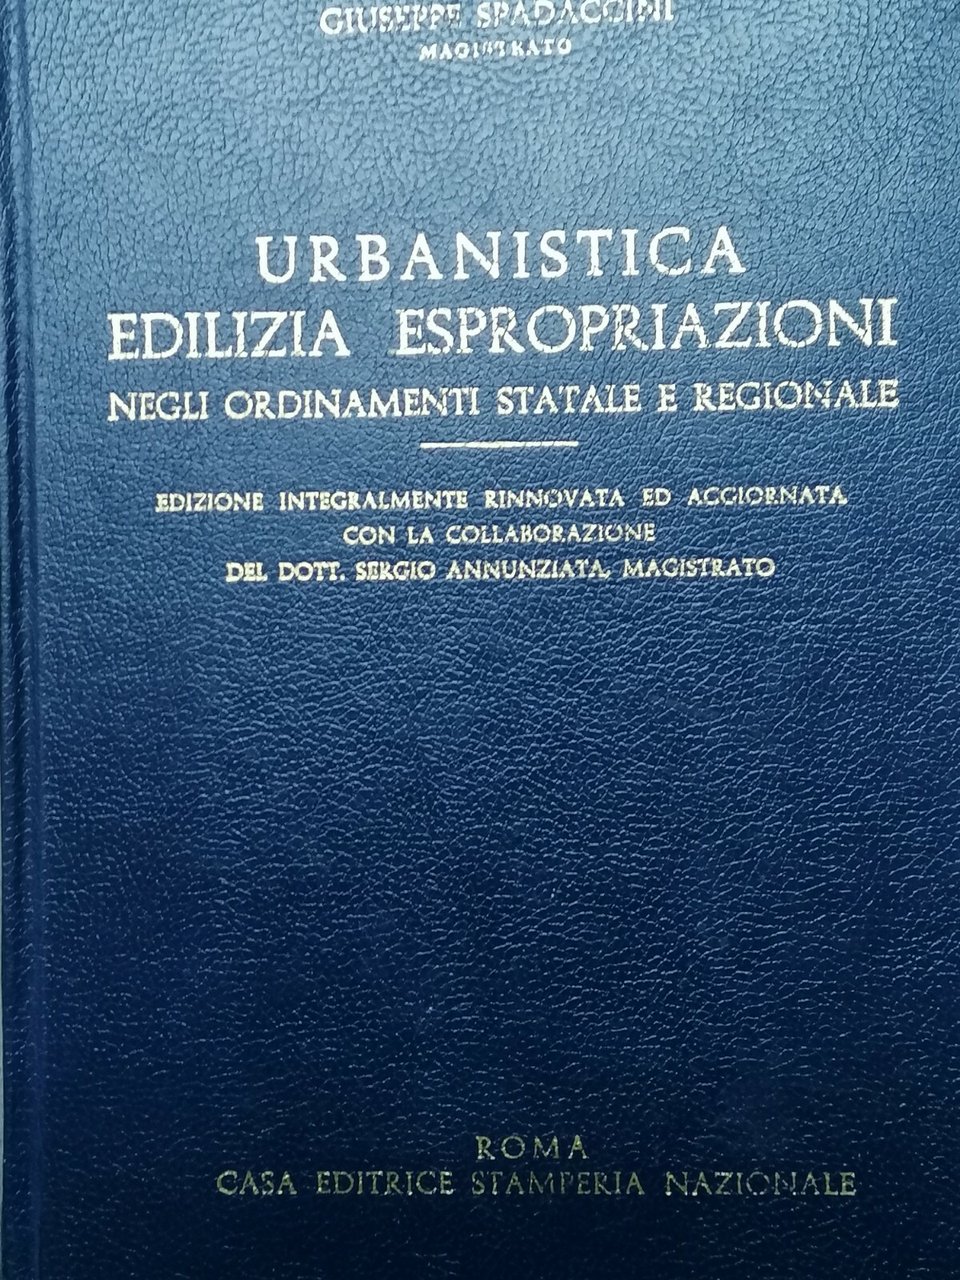 GIUSEPPE SPADACCINI
MAGISTRATO
URBANISTICA
EDILIZIA ESPROPRIAZIONI
NEGLI ORDINAMENTI STATALE E REGIONALE
EDIZIONE INTEGRALMENTE RINNOVATA ED AGGIORNATA
CON LA COLLABORAZIONE
DEL DOTT. SERGIO ANNUNZIATA, MAGISTRATO
ROMA
CASA EDITRICE STAMPERIA NAZIONALE